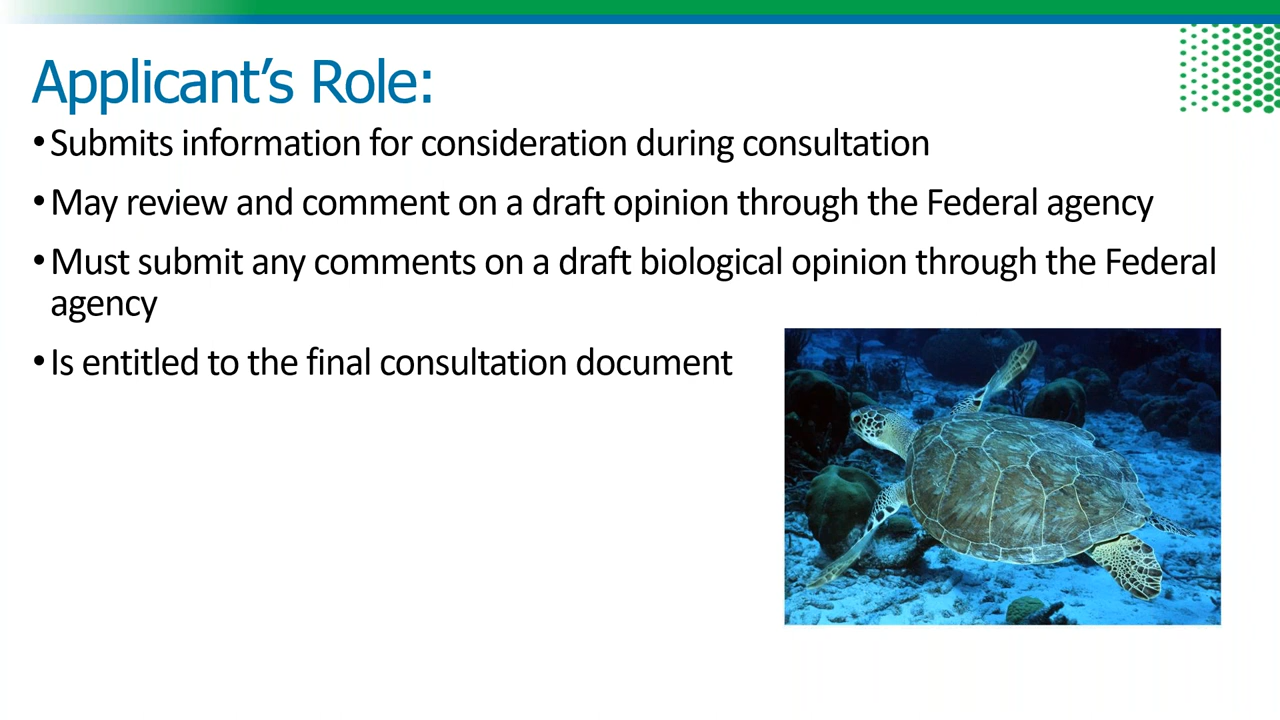 Applicant’s Role:
•Submits information for consideration during consultation
•May review and comment on a draft opinion through the Federal agency
•Must submit any comments on a draft biological opinion through the Federal
agency
•Is entitled to the final consultation document